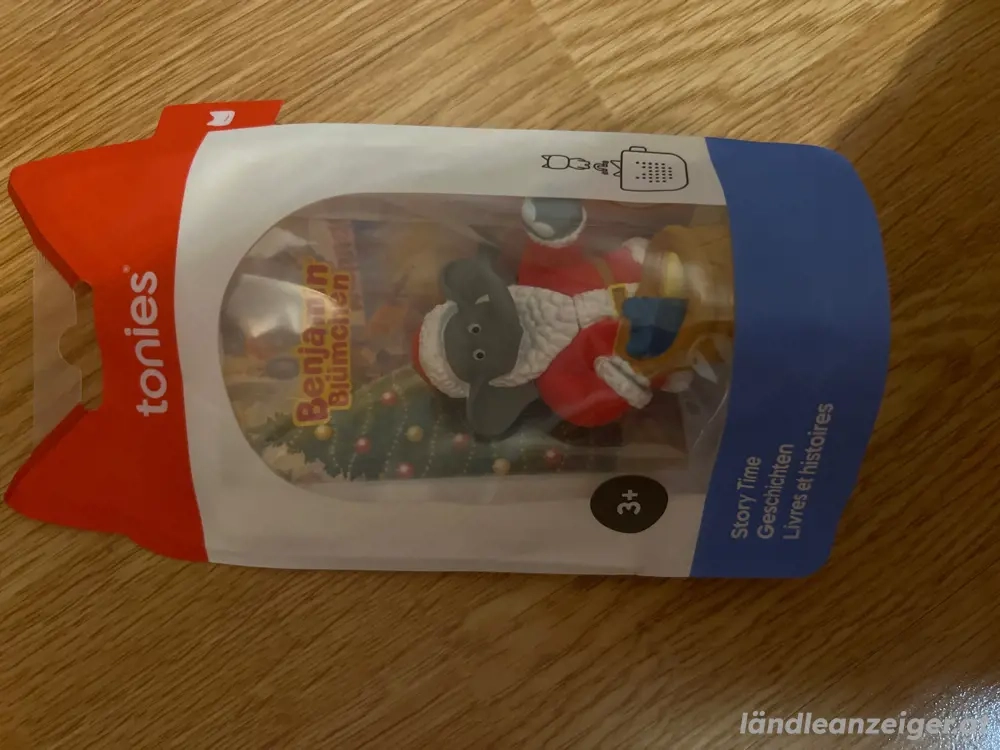 tonies®
Benjamin
Blümchen
3+
Story Time
Geschichten
Livres et histoires
ländleanzeiger.at